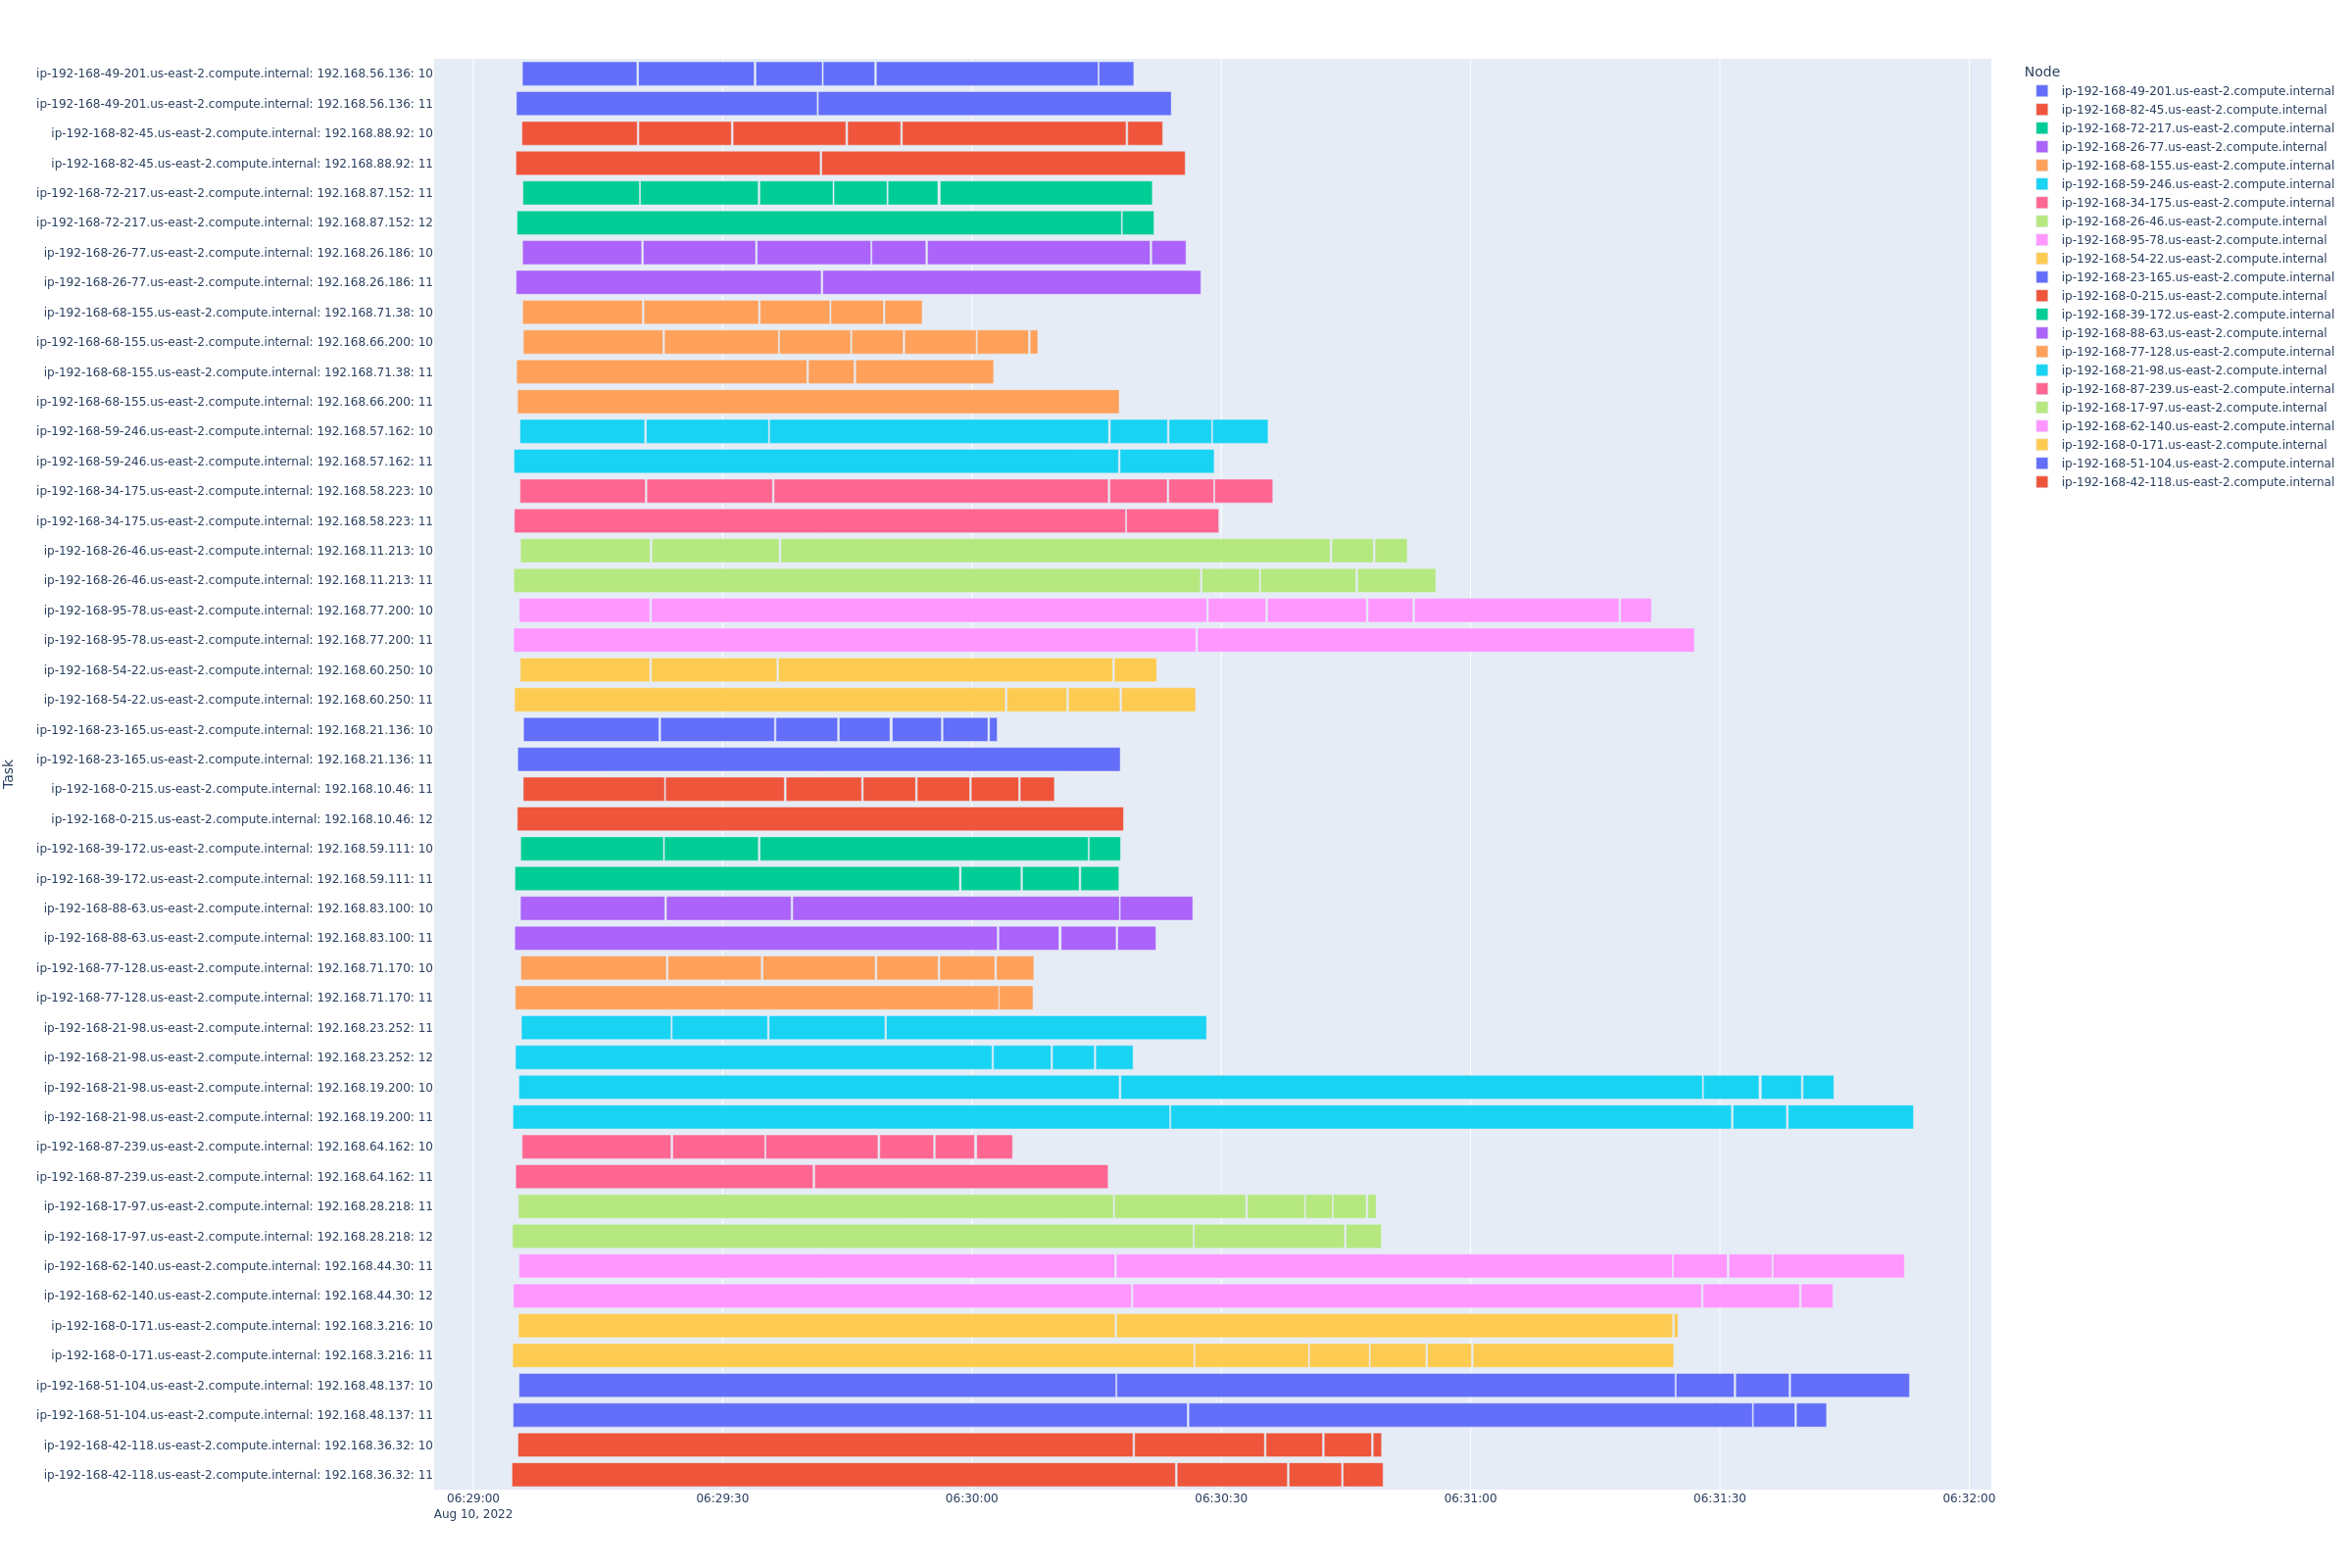 ip-192-168-49-201.us-east-2.compute.internal: 192.168.56.136: 10
ip-192-168-49-201.us-east-2.compute.internal: 192.168.56.136: 11
ip-192-168-82-45.us-east-2.compute.internal: 192.168.88.92: 10
ip-192-168-82-45.us-east-2.compute.internal: 192.168.88.92: 11
ip-192-168-72-217.us-east-2.compute.internal: 192.168.87.152: 11
ip-192-168-72-217.us-east-2.compute.internal: 192.168.87.152: 12
ip-192-168-26-77.us-east-2.compute.internal: 192.168.26.186: 10
ip-192-168-26-77.us-east-2.compute.internal: 192.168.26.186: 11
ip-192-168-68-155.us-east-2.compute.internal: 192.168.71.38: 10
ip-192-168-68-155.us-east-2.compute.internal: 192.168.66.200: 10
ip-192-168-68-155.us-east-2.compute.internal: 192.168.71.38: 11
ip-192-168-68-155.us-east-2.compute.internal: 192.168.66.200: 11
ip-192-168-59-246.us-east-2.compute.internal: 192.168.57.162: 10
ip-192-168-59-246.us-east-2.compute.internal: 192.168.57.162: 11
ip-192-168-34-175.us-east-2.compute.internal: 192.168.58.223: 10
ip-192-168-34-175.us-east-2.compute.internal: 192.168.58.223: 11
ip-192-168-26-46.us-east-2.compute.internal: 192.168.11.213: 10
ip-192-168-26-46.us-east-2.compute.internal: 192.168.11.213: 11
ip-192-168-95-78.us-east-2.compute.internal: 192.168.77.200: 10
ip-192-168-95-78.us-east-2.compute.internal: 192.168.77.200: 11
ip-192-168-54-22.us-east-2.compute.internal: 192.168.60.250: 10
ip-192-168-54-22.us-east-2.compute.internal: 192.168.60.250: 11
ip-192-168-23-165.us-east-2.compute.internal: 192.168.21.136: 10
ip-192-168-23-165.us-east-2.compute.internal: 192.168.21.136: 11
ip-192-168-0-215.us-east-2.compute.internal: 192.168.10.46: 11
ip-192-168-0-215.us-east-2.compute.internal: 192.168.10.46: 12
ip-192-168-39-172.us-east-2.compute.internal: 192.168.59.111: 10
ip-192-168-39-172.us-east-2.compute.internal: 192.168.59.111: 11
ip-192-168-88-63.us-east-2.compute.internal: 192.168.83.100: 10
ip-192-168-88-63.us-east-2.compute.internal: 192.168.83.100: 11
ip-192-168-77-128.us-east-2.compute.internal: 192.168.71.170: 10
ip-192-168-77-128.us-east-2.compute.internal: 192.168.71.170: 11
ip-192-168-21-98.us-east-2.compute.internal: 192.168.23.252: 11
ip-192-168-21-98.us-east-2.compute.internal: 192.168.23.252: 12
ip-192-168-21-98.us-east-2.compute.internal: 192.168.19.200: 10
ip-192-168-21-98.us-east-2.compute.internal: 192.168.19.200: 11
ip-192-168-87-239.us-east-2.compute.internal: 192.168.64.162: 10
ip-192-168-87-239.us-east-2.compute.internal: 192.168.64.162: 11
ip-192-168-17-97.us-east-2.compute.internal: 192.168.28.218: 11
ip-192-168-17-97.us-east-2.compute.internal: 192.168.28.218: 12
ip-192-168-62-140.us-east-2.compute.internal: 192.168.44.30: 11
ip-192-168-62-140.us-east-2.compute.internal: 192.168.44.30: 12
ip-192-168-0-171.us-east-2.compute.internal: 192.168.3.216: 10
ip-192-168-0-171.us-east-2.compute.internal: 192.168.3.216: 11
ip-192-168-51-104.us-east-2.compute.internal: 192.168.48.137: 10
ip-192-168-51-104.us-east-2.compute.internal: 192.168.48.137: 11
ip-192-168-42-118.us-east-2.compute.internal: 192.168.36.32: 10
ip-192-168-42-118.us-east-2.compute.internal: 192.168.36.32: 11
Task
06:29:00
Aug 10, 2022
06:29:30
06:30:00
06:30:30
06:31:00
06:31:30
06:32:00
Node
ip-192-168-49-201.us-east-2.compute.internal
ip-192-168-82-45.us-east-2.compute.internal
ip-192-168-72-217.us-east-2.compute.internal
ip-192-168-26-77.us-east-2.compute.internal
ip-192-168-68-155.us-east-2.compute.internal
ip-192-168-59-246.us-east-2.compute.internal
ip-192-168-34-175.us-east-2.compute.internal
ip-192-168-26-46.us-east-2.compute.internal
ip-192-168-95-78.us-east-2.compute.internal
ip-192-168-54-22.us-east-2.compute.internal
ip-192-168-23-165.us-east-2.compute.internal
ip-192-168-0-215.us-east-2.compute.internal
ip-192-168-39-172.us-east-2.compute.internal
ip-192-168-88-63.us-east-2.compute.internal
ip-192-168-77-128.us-east-2.compute.internal
ip-192-168-21-98.us-east-2.compute.internal
ip-192-168-87-239.us-east-2.compute.internal
ip-192-168-17-97.us-east-2.compute.internal
ip-192-168-62-140.us-east-2.compute.internal
ip-192-168-0-171.us-east-2.compute.internal
ip-192-168-51-104.us-east-2.compute.internal
ip-192-168-42-118.us-east-2.compute.internal